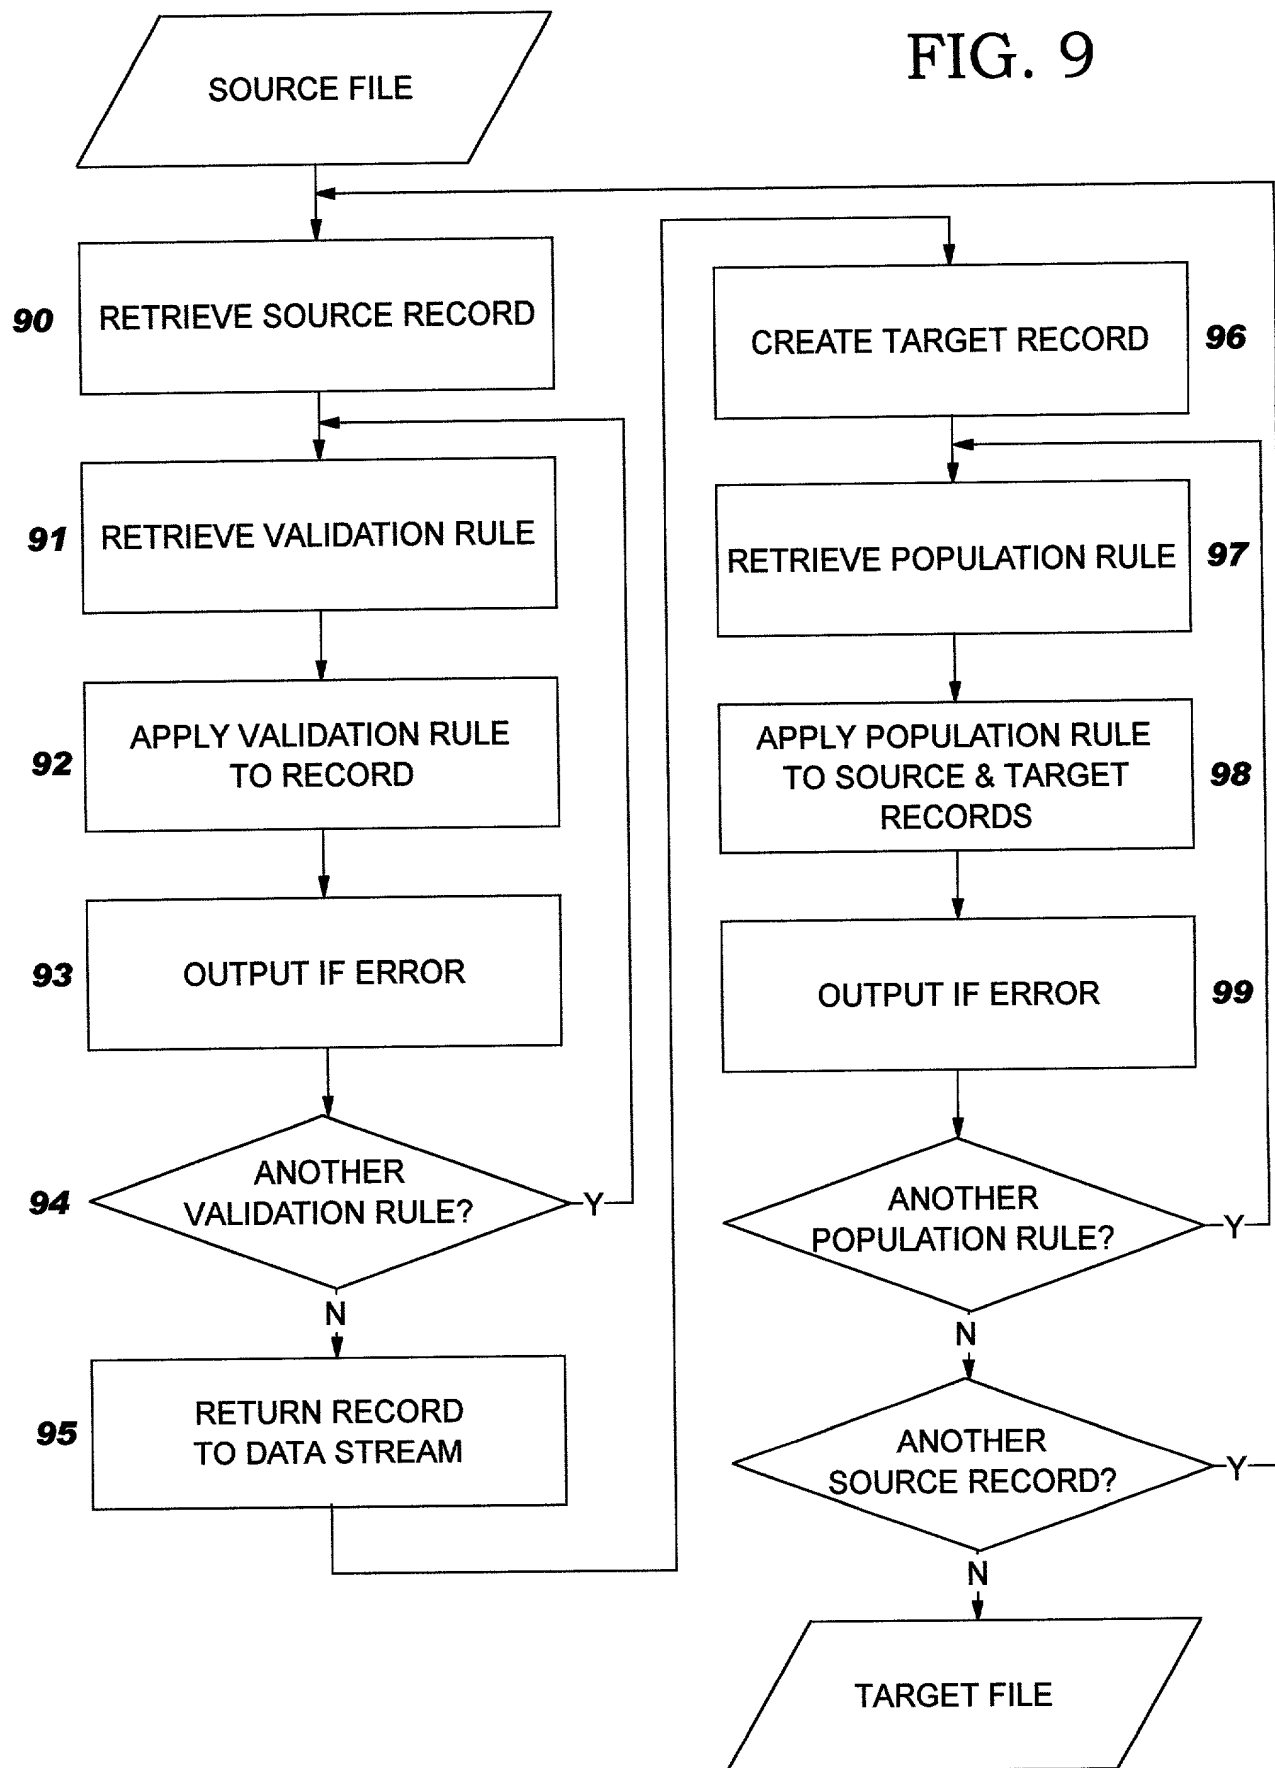 FIG. 9
SOURCE FILE
90
RETRIEVE SOURCE RECORD
91
RETRIEVE VALIDATION RULE
92
APPLY VALIDATION RULE
TO RECORD
93
OUTPUT IF ERROR
94
ANOTHER
VALIDATION RULE?
Y
N
95
RETURN RECORD
TO DATA STREAM
CREATE TARGET RECORD
96
RETRIEVE POPULATION RULE
97
APPLY POPULATION RULE
TO SOURCE & TARGET
RECORDS
98
OUTPUT IF ERROR
99
ANOTHER
POPULATION RULE?
Y
N
ANOTHER
SOURCE RECORD?
Y
N
TARGET FILE